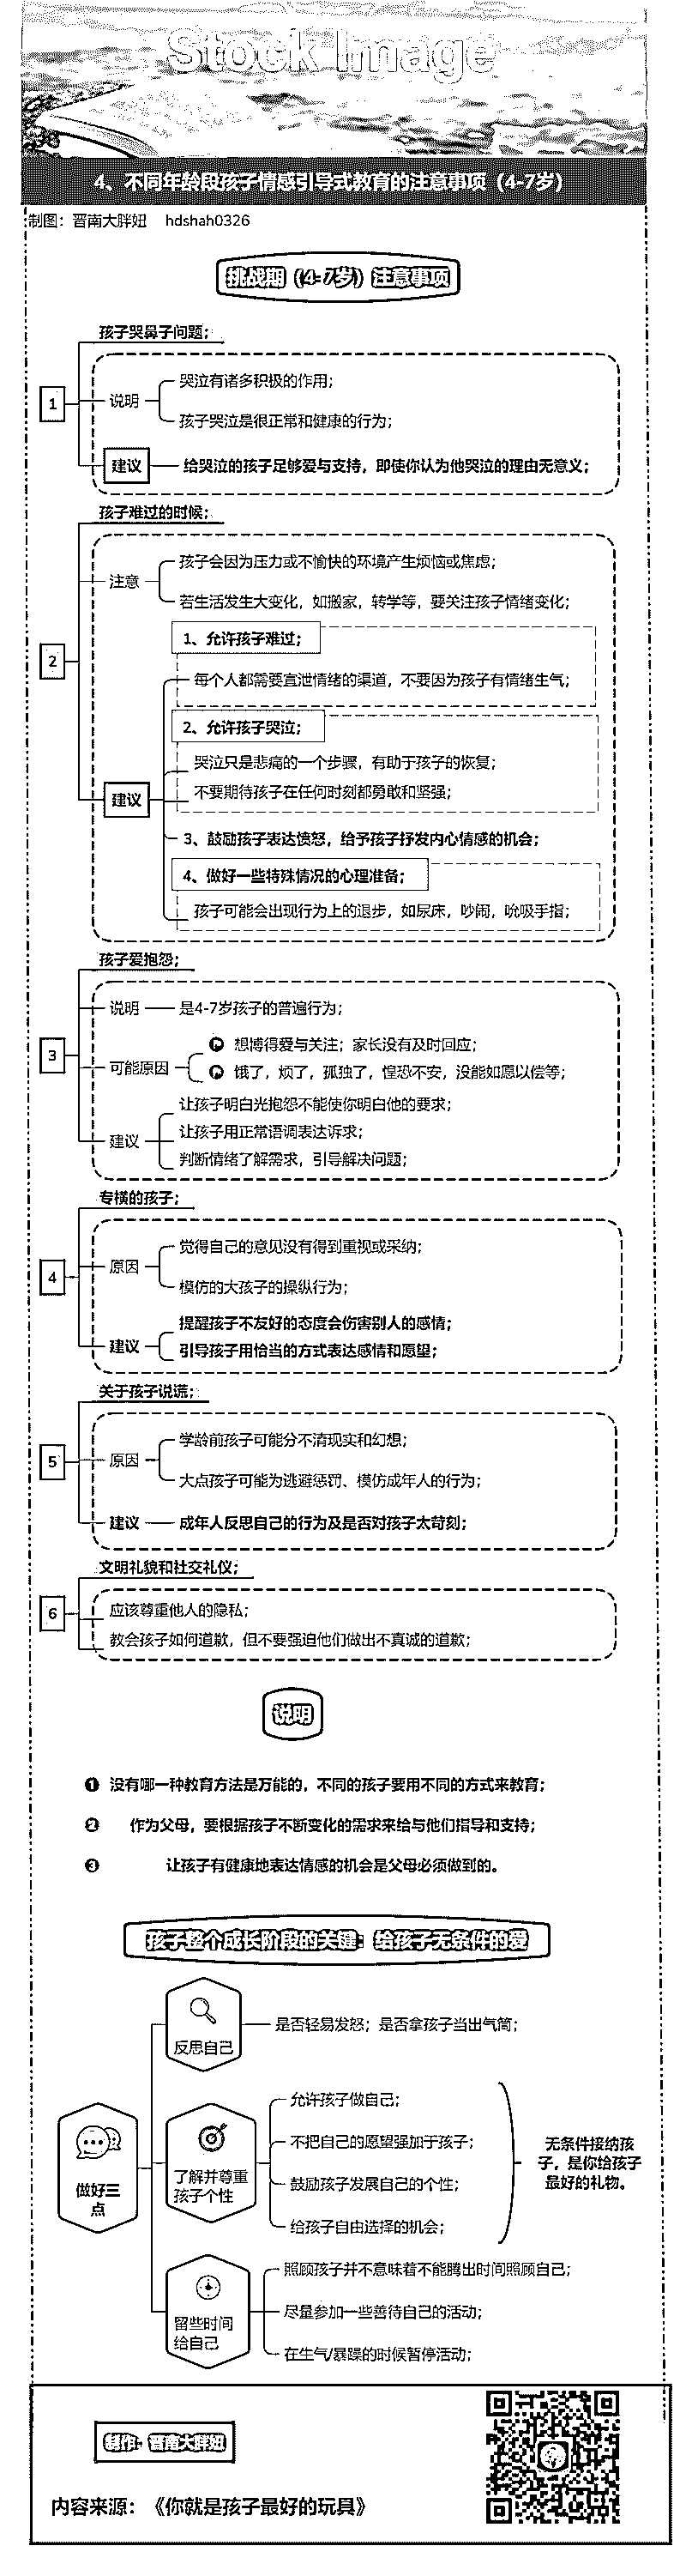 Stock Image
4、不同年龄段孩子情感引导式教育的注意事项（4-7岁）
制图：晋南大胖妞 hdshah0326
挑战期（4-7岁）注意事项
1
孩子哭鼻子问题；
说明
哭泣有诸多积极的作用；
孩子哭泣是很正常和健康的行为；
建议
给哭泣的孩子足够爱与支持，即使你认为他哭泣的理由无意义；
2
孩子难过的时候；
注意
孩子会因为压力或不愉快的环境产生烦恼或焦虑；
若生活发生大变化，如搬家，转学等，要关注孩子情绪变化；
建议
1、允许孩子难过；
每个人都需要宣泄情绪的渠道，不要因为孩子有情绪生气；
2、允许孩子哭泣；
哭泣只是悲痛的一个步骤，有助于孩子的恢复；
不要期待孩子在任何时刻都勇敢和坚强；
3、鼓励孩子表达愤怒，给予孩子抒发内心情感的机会；
4、做好一些特殊情况的心理准备；
孩子可能会出现行为上的退步，如尿床，吵闹，吮吸手指；
3
孩子爱抱怨；
说明
是4-7岁孩子的普遍行为；
可能原因
想博得爱与关注；家长没有及时回应；
饿了，烦了，孤独了，惶恐不安，没能如愿以偿等；
建议
让孩子明白光抱怨不能使你明白他的要求；
让孩子用正常语调表达诉求；
判断情绪了解需求，引导解决问题；
4
专横的孩子；
原因
觉得自己的意见没有得到重视或采纳；
模仿的大孩子的操纵行为；
建议
提醒孩子不友好的态度会伤害别人的感情；
引导孩子用恰当的方式表达感情和愿望；
5
关于孩子说谎；
原因
学龄前孩子可能分不清现实和幻想；
大点孩子可能为逃避惩罚、模仿成年人的行为；
建议
成年人反思自己的行为及是否对孩子太苛刻；
6
文明礼貌和社交礼仪；
应该尊重他人的隐私；
教会孩子如何道歉，但不要强迫他们做出不真诚的道歉；
说明
❶ 没有哪一种教育方法是万能的，不同的孩子要用不同的方式来教育；
❷ 作为父母，要根据孩子不断变化的需求来给与他们指导和支持；
❸ 让孩子有健康地表达情感的机会是父母必须做到的。
孩子整个成长阶段的关键：给孩子无条件的爱
做好三
点
反思自己
是否轻易发怒；是否拿孩子当出气筒；
了解并尊重
孩子个性
允许孩子做自己；
不把自己的愿望强加于孩子；
鼓励孩子发展自己的个性；
给孩子自由选择的机会；
无条件接纳孩
子，是你给孩子
最好的礼物。
留些时间
给自己
照顾孩子并不意味着不能腾出时间照顾自己；
尽量参加一些善待自己的活动；
在生气/暴躁的时候暂停活动；
制作：晋南大胖妞
内容来源：《你就是孩子最好的玩具》